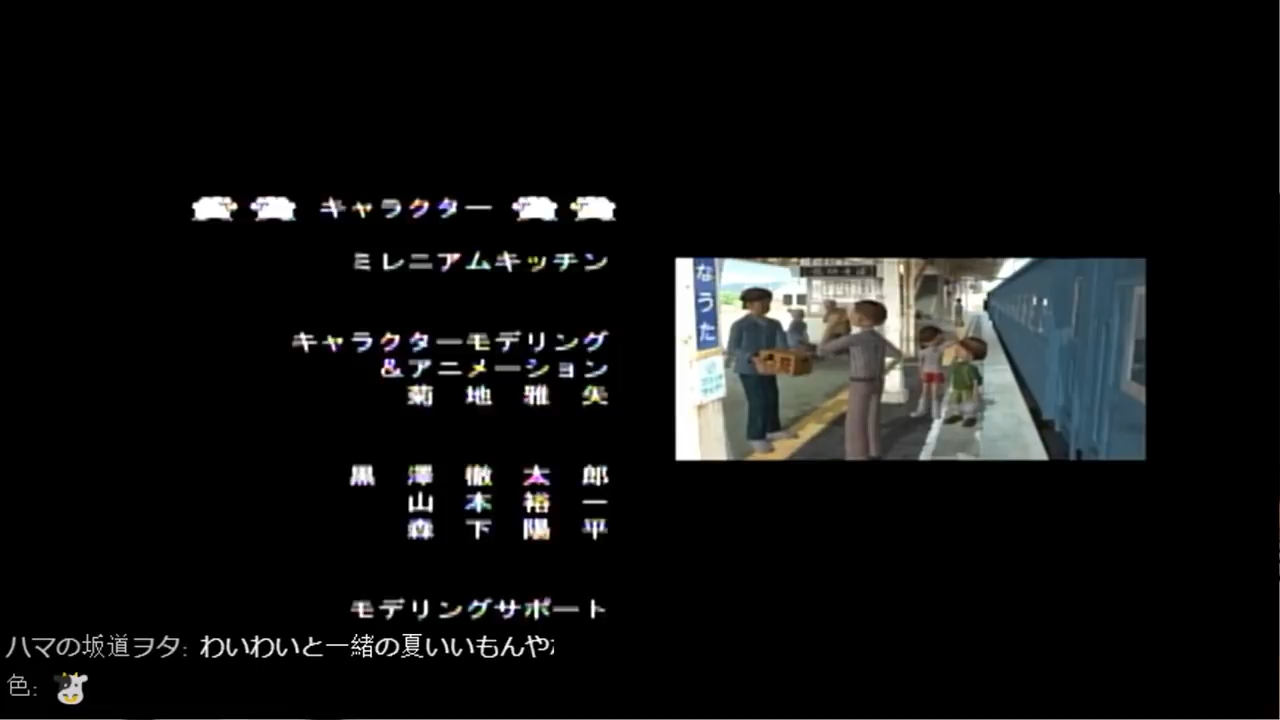 キャラクター
ミレニアムキッチン
キャラクターモデリング
&アニメーション
菊 地 雅 矢
黒 澤 徹 太 郎
山 本 裕 一
森 下 陽 平
モデリングサポート
なうた
ハマの坂道ヲタ: わいわいと一緒の夏いいもんや
色: